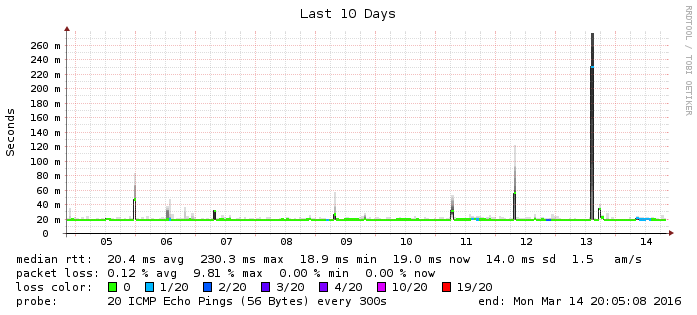 Last 10 Days
RRDTOOL / TOBI OETIKER
Seconds
260 m
240 m
220 m
200 m
180 m
160 m
140 m
120 m
100 m
80 m
60 m
40 m
20 m
0
05 06 07 08 09 10 11 12 13 14
median rtt: 20.4 ms avg 230.3 ms max 18.9 ms min 19.0 ms now 14.0 ms sd 1.5 am/s
packet loss: 0.12 % avg 9.81 % max 0.00 % min 0.00 % now
loss color: 0 1/20 2/20 3/20 4/20 10/20 19/20
probe: 20 ICMP Echo Pings (56 Bytes) every 300s end: Mon Mar 14 20:05:08 2016